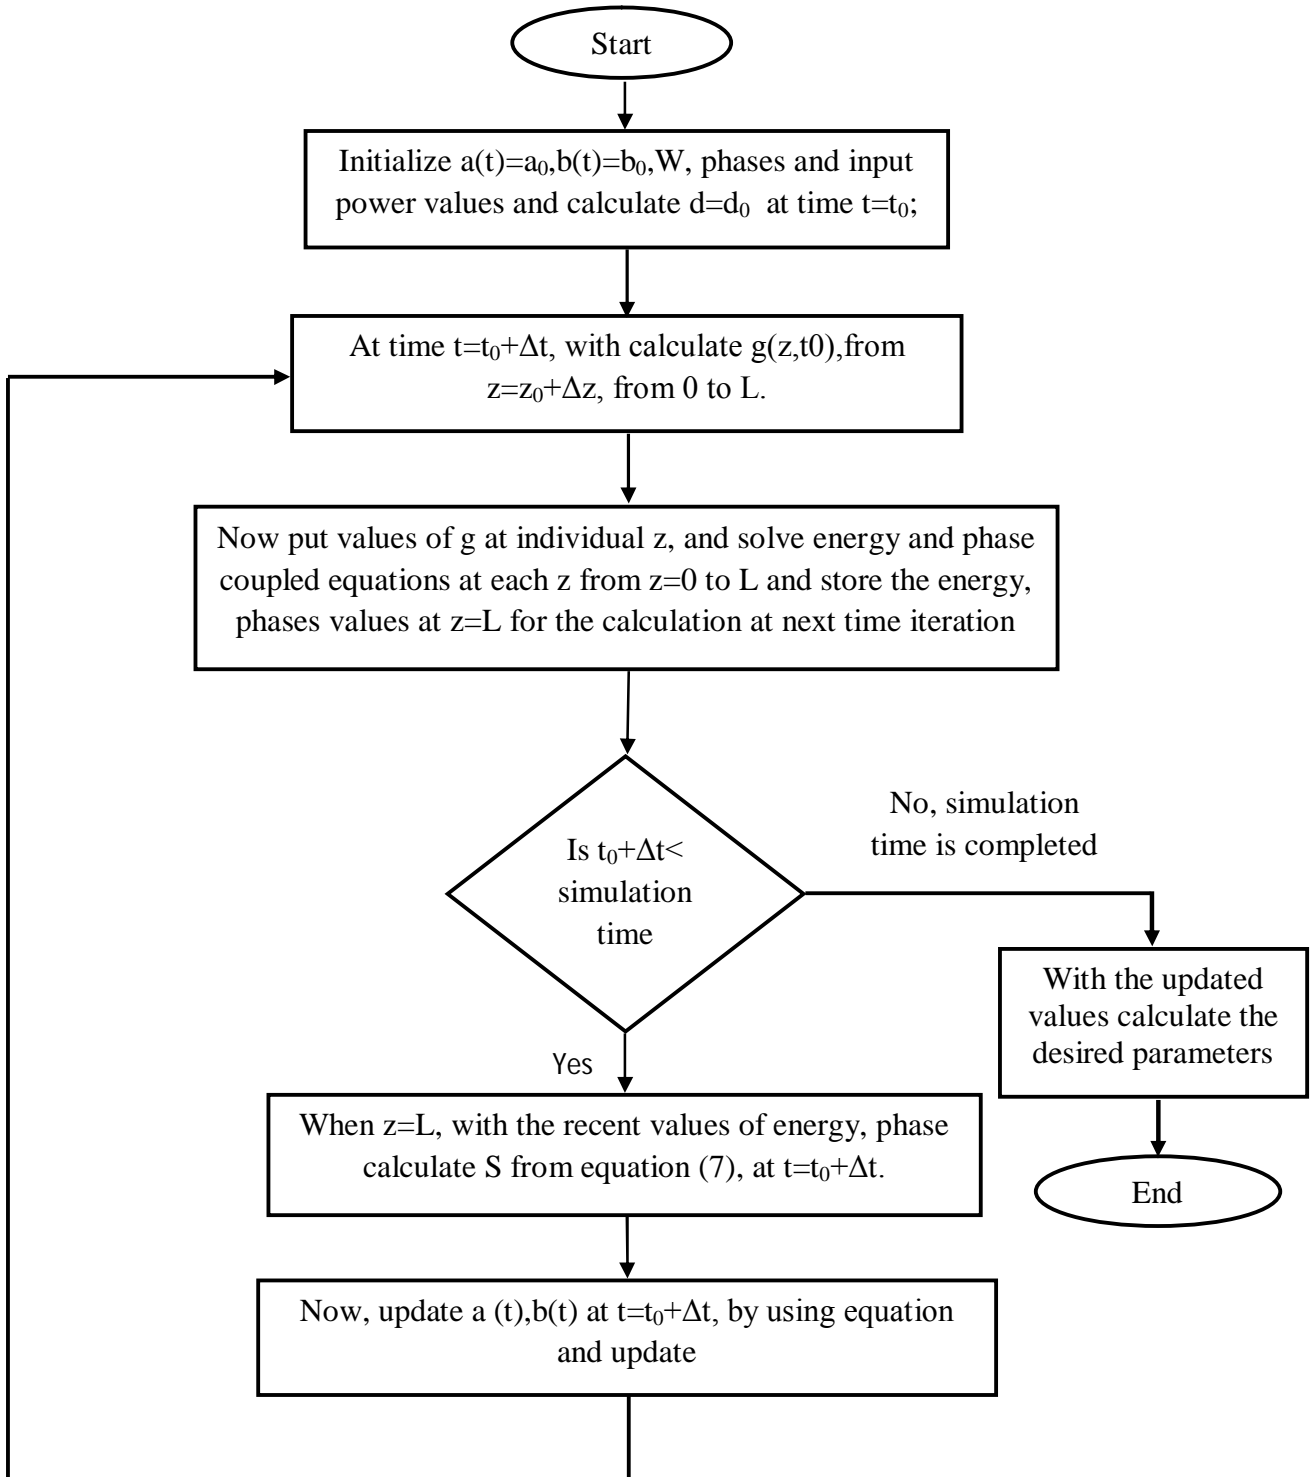 Start
Initialize a(t)=a₀,b(t)=b₀,W, phases and input
power values and calculate d=d₀ at time t=t₀;
At time t=t₀+Δt, with calculate g(z,t0),from
z=z₀+Δz, from 0 to L.
Now put values of g at individual z, and solve energy and phase
coupled equations at each z from z=0 to L and store the energy,
phases values at z=L for the calculation at next time iteration
Is t₀+Δt<
simulation
time
No, simulation
time is completed
With the updated
values calculate the
desired parameters
End
Yes
When z=L, with the recent values of energy, phase
calculate S from equation (7), at t=t₀+Δt.
Now, update a (t),b(t) at t=t₀+Δt, by using equation
and update